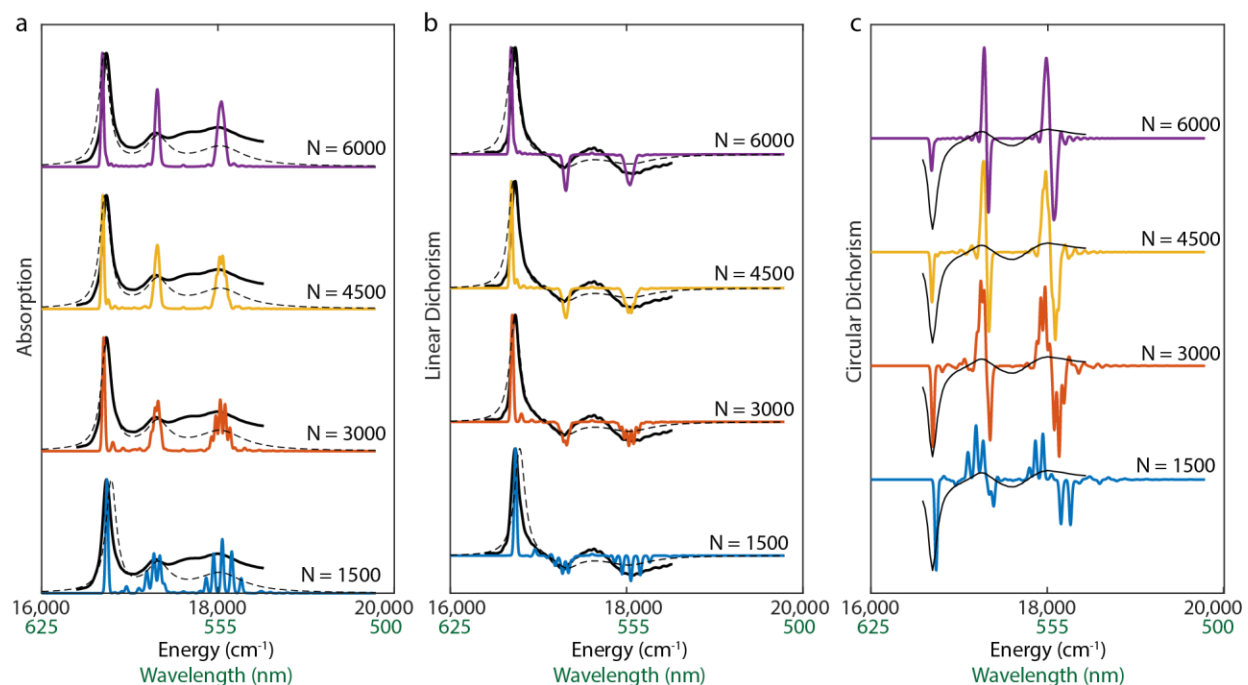 a
Absorption
N = 6000
N = 4500
N = 3000
N = 1500
16,000
18,000
20,000
625
555
500
Energy (cm⁻¹)
Wavelength (nm)
b
Linear Dichorism
N = 6000
N = 4500
N = 3000
N = 1500
16,000
18,000
20,000
625
555
500
Energy (cm⁻¹)
Wavelength (nm)
c
Circular Dichorism
N = 6000
N = 4500
N = 3000
N = 1500
16,000
18,000
20,000
625
555
500
Energy (cm⁻¹)
Wavelength (nm)